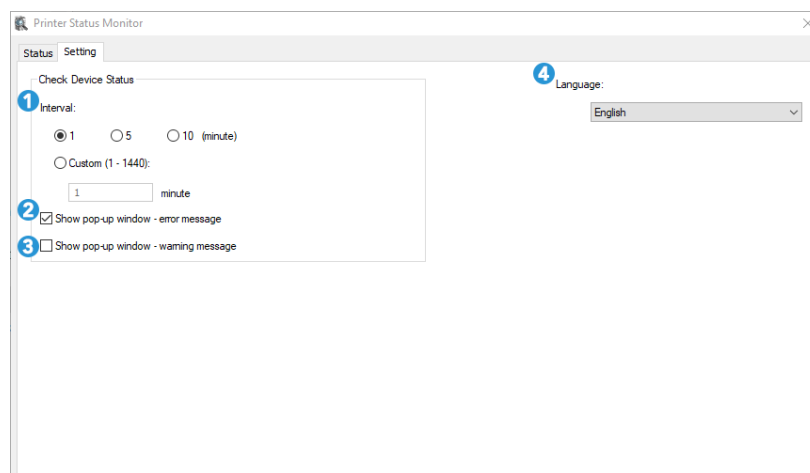 Printer Status Monitor
Status Setting
Check Device Status
4 Language:
1 Interval:
English
1 5 10 (minute)
Custom (1 - 1440):
1 minute
2 Show pop-up window - error message
3 Show pop-up window - warning message